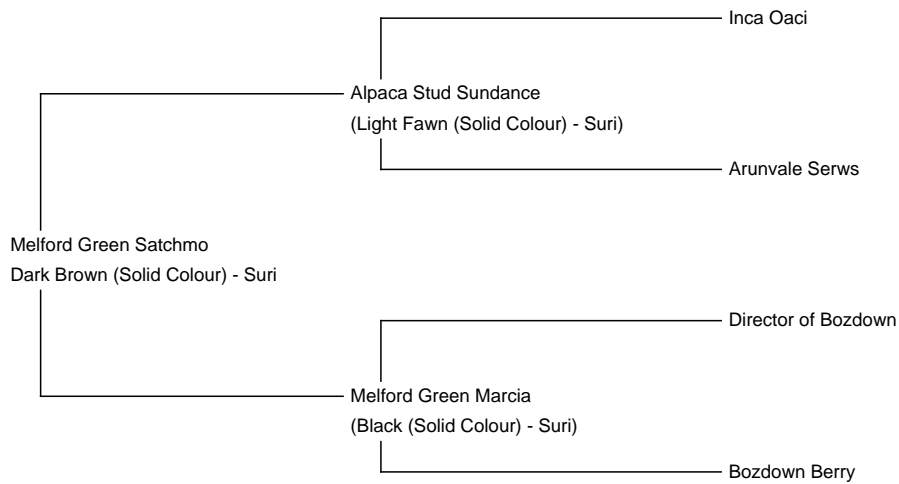 Inca Oaci
Alpaca Stud Sundance
(Light Fawn (Solid Colour) - Suri)
Arunvale Serws
Melford Green Satchmo
Dark Brown (Solid Colour) - Suri
Director of Bozdown
Melford Green Marcia
(Black (Solid Colour) - Suri)
Bozdown Berry